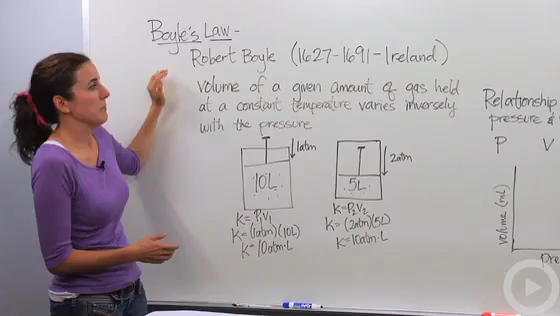 Boyle's Law -
Robert Boyle (1627-1691-Ireland)
volume of a given amount of gas held
at a constant temperature varies inversely
with the pressure
1atm
10L
K = P₁V₁
K = (1atm)(10L)
K = 10atm·L
2atm
5L
K = P₂V₂
K = (2atm)(5L)
K = 10atm·L
Relationship
pressure &
P V
volume (mL)
Pre